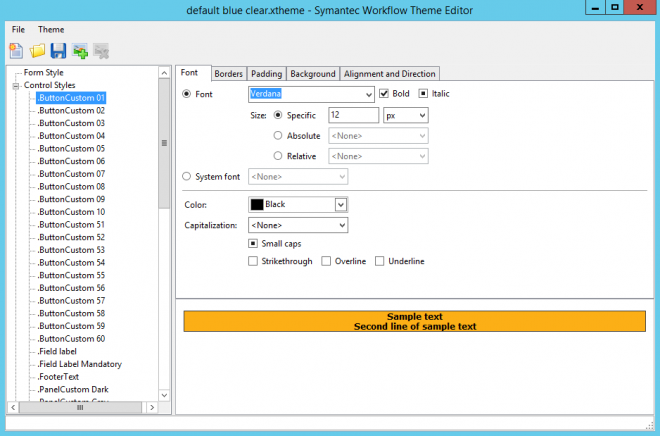 default blue clear.xtheme - Symantec Workflow Theme Editor
File Theme
Form Style
Control Styles
.ButtonCustom 01
.ButtonCustom 02
.ButtonCustom 03
.ButtonCustom 04
.ButtonCustom 05
.ButtonCustom 06
.ButtonCustom 07
.ButtonCustom 08
.ButtonCustom 09
.ButtonCustom 10
.ButtonCustom 51
.ButtonCustom 52
.ButtonCustom 53
.ButtonCustom 54
.ButtonCustom 55
.ButtonCustom 56
.ButtonCustom 57
.ButtonCustom 58
.ButtonCustom 59
.ButtonCustom 60
.Field label
.Field Label Mandatory
.FooterText
.PanelCustom Dark
Font Borders Padding Background Alignment and Direction
Font Verdana Bold Italic
Size: Specific 12 px
Absolute <None>
Relative <None>
System font <None>
Color: Black
Capitalization: <None>
Small caps
Strikethrough Overline Underline
Sample text
Second line of sample text